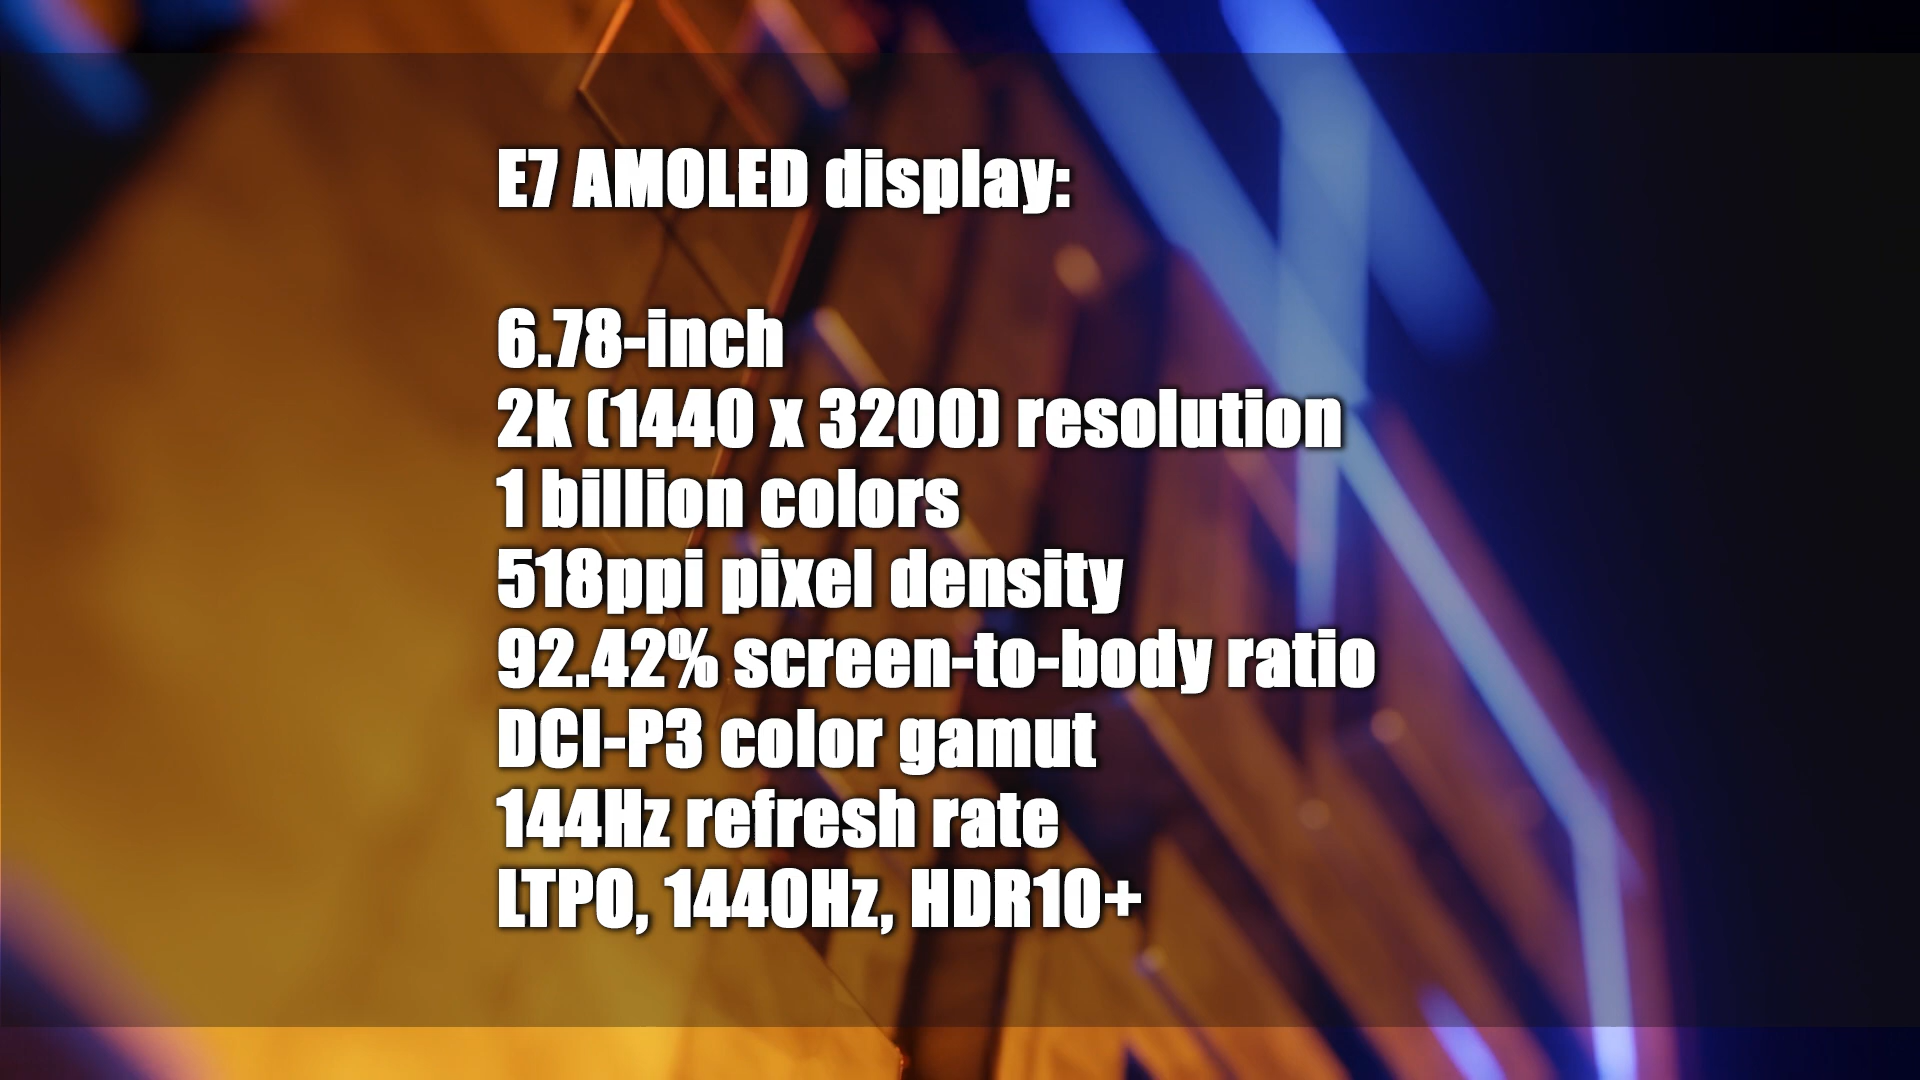 E7 AMOLED display:
6.78-inch
2k (1440 x 3200) resolution
1 billion colors
518ppi pixel density
92.42% screen-to-body ratio
DCI-P3 color gamut
144Hz refresh rate
LTPO, 1440Hz, HDR10+